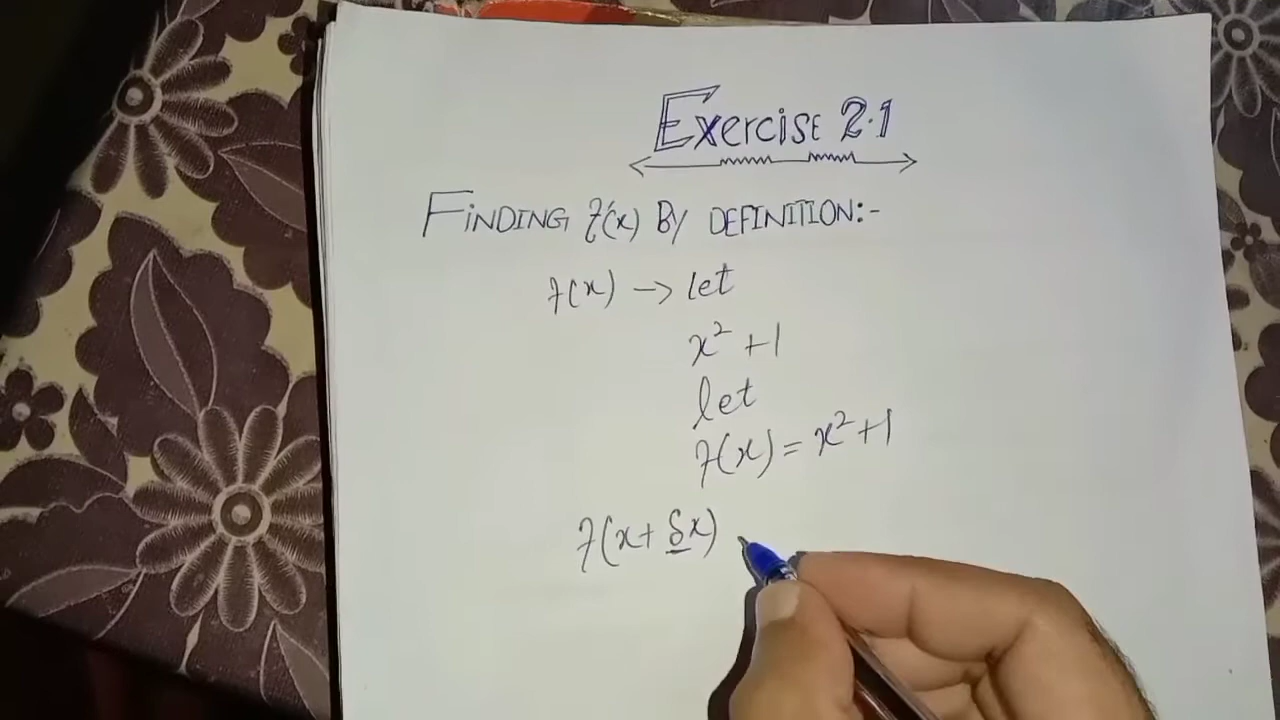 Exercise 2.1
FINDING f'(x) BY DEFINITION:-
f(x) → let
x² + 1
let
f(x) = x² + 1
f(x + δx)